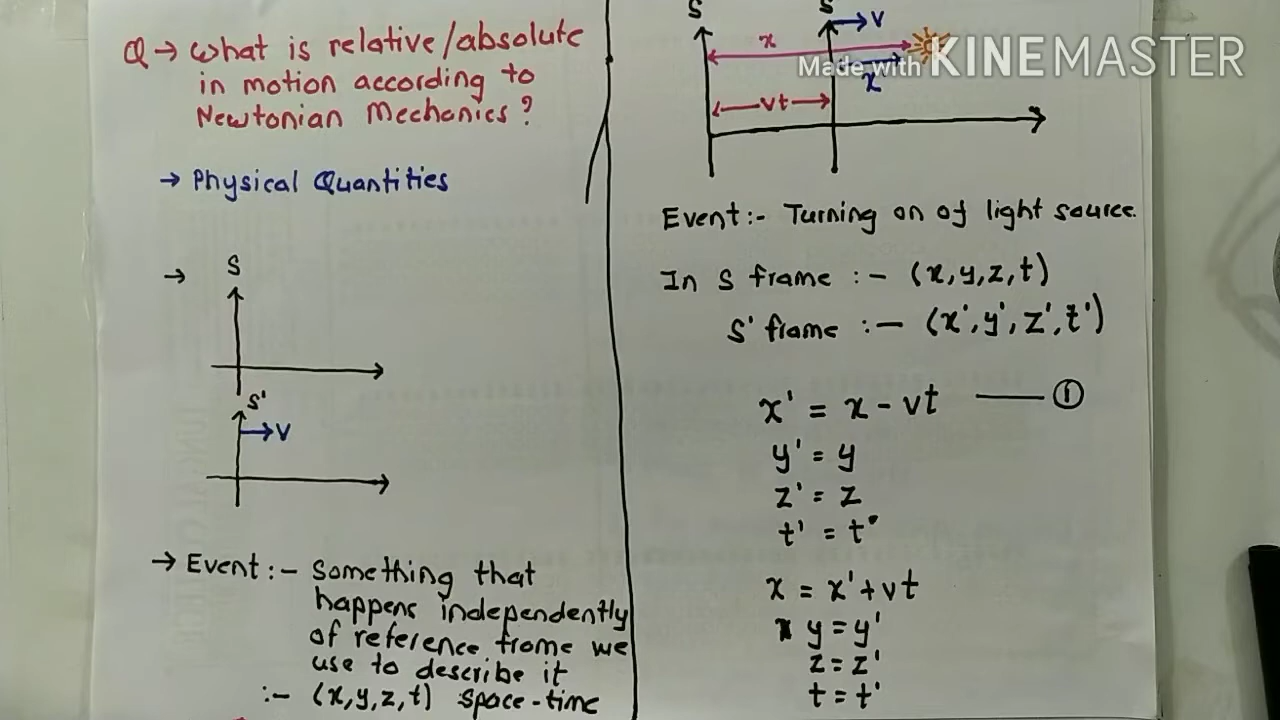 Q → What is relative/absolute
in motion according to
Newtonian Mechanics?
→ Physical Quantities
→ S
S'
→ V
→ Event :- Something that
happens independently
of reference frame we
use to describe it
:- (x, y, z, t) space-time
S S → V
x
Made with KINEMASTER
x
vt
Event :- Turning on of light source.
In S frame :- (x, y, z, t)
S' frame :- (x', y', z', t')
x' = x - vt —— ①
y' = y
z' = z
t' = t
x = x' + vt
y = y'
z = z'
t = t'